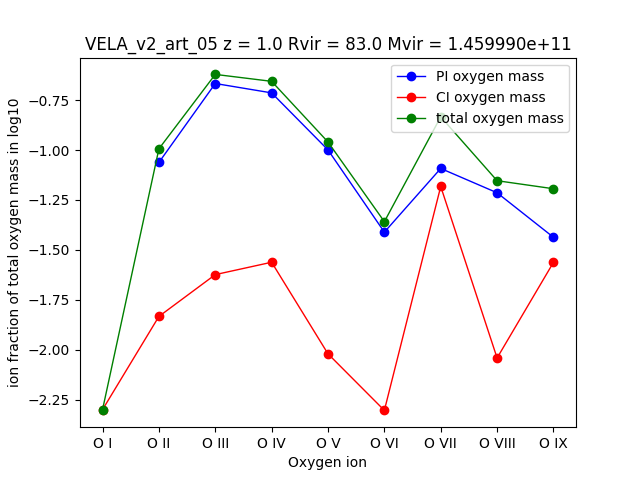 VELA_v2_art_05 z = 1.0 Rvir = 83.0 Mvir = 1.459990e+11
PI oxygen mass
CI oxygen mass
total oxygen mass
ion fraction of total oxygen mass in log10
−0.75
−1.00
−1.25
−1.50
−1.75
−2.00
−2.25
O I O II O III O IV O V O VI O VII O VIII O IX
Oxygen ion